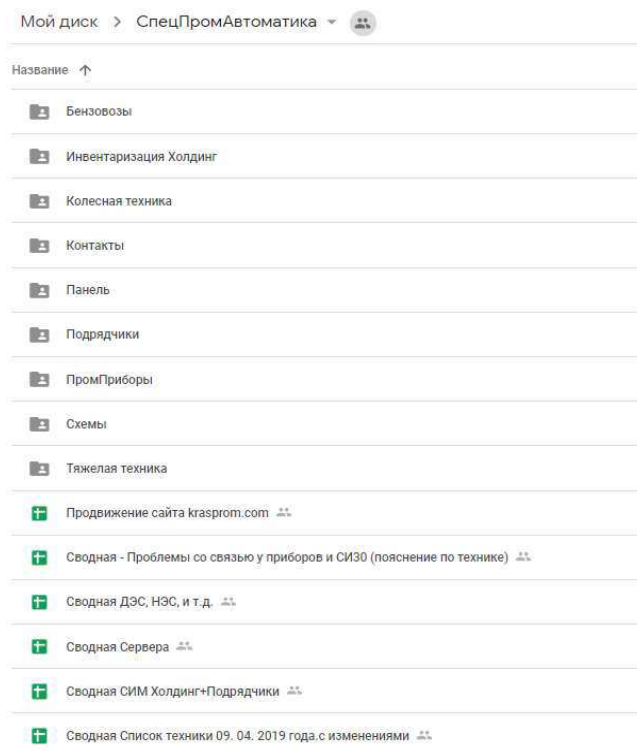 Мой диск > СпецПромАвтоматика
Название ↑
Бензовозы
Инвентаризация Холдинг
Колесная техника
Контакты
Панель
Подрядчики
ПромПриборы
Схемы
Тяжелая техника
Продвижение сайта krasprom.com
Сводная - Проблемы со связью у приборов и СИЗ0 (пояснение по технике)
Сводная ДЭС, НЭС, и т.д.
Сводная Сервера
Сводная СИМ Холдинг+Подрядчики
Сводная Список техники 09. 04. 2019 года.с изменениями